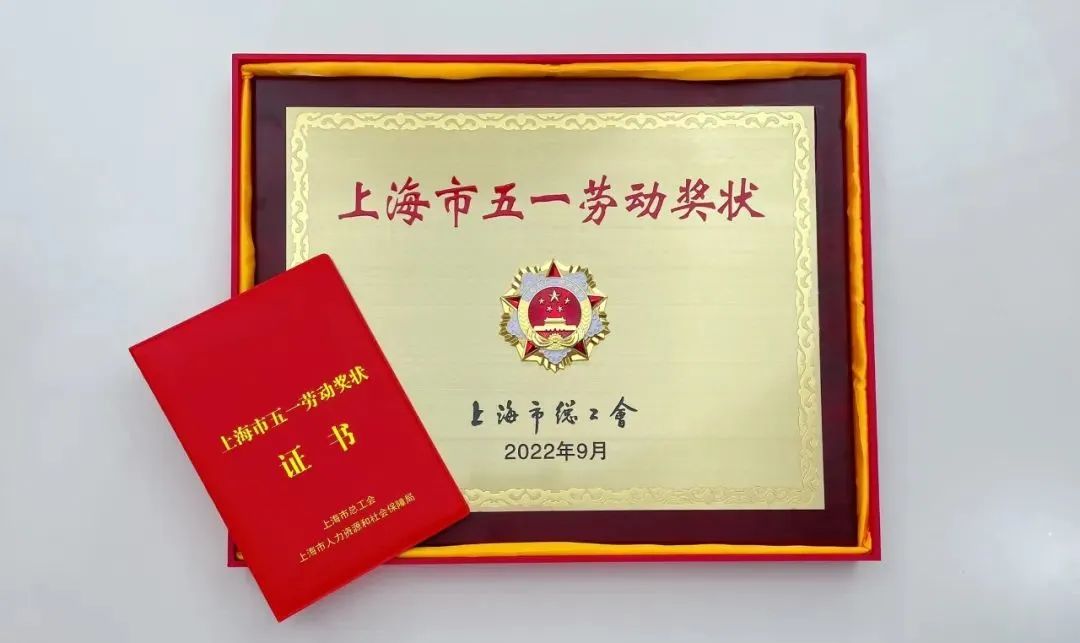 上海市五一劳动奖状
上海市总工會
2022年9月
上海市五一劳动奖状
证书
上海市总工会
上海市人力资源和社会保障局